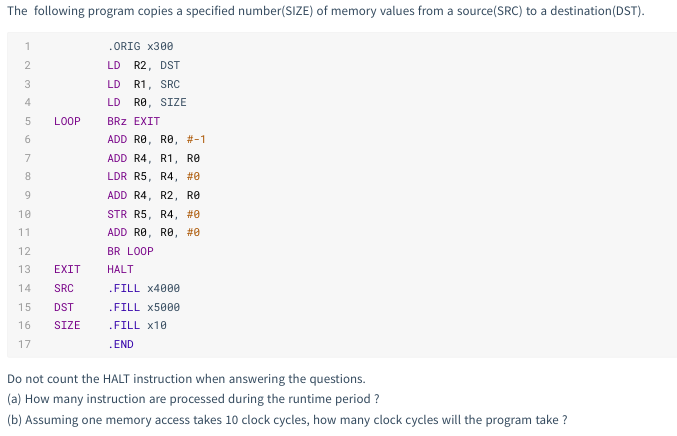 The following program copies a specified number(SIZE) of memory values from a source(SRC) to a destination(DST).
1 .ORIG x300
2 LD R2, DST
3 LD R1, SRC
4 LD R0, SIZE
5 LOOP BRz EXIT
6 ADD R0, R0, #-1
7 ADD R4, R1, R0
8 LDR R5, R4, #0
9 ADD R4, R2, R0
10 STR R5, R4, #0
11 ADD R0, R0, #0
12 BR LOOP
13 EXIT HALT
14 SRC .FILL x4000
15 DST .FILL x5000
16 SIZE .FILL x10
17 .END
Do not count the HALT instruction when answering the questions.
(a) How many instruction are processed during the runtime period ?
(b) Assuming one memory access takes 10 clock cycles, how many clock cycles will the program take ?